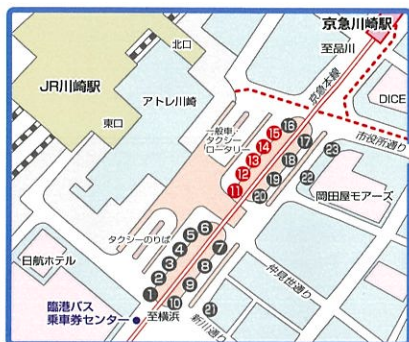 京急川崎駅
至品川
北口
JR川崎駅
アトレ川崎
京急本線
DICE
東口
一般車・
タクシー
ロータリー
市役所通り
16
15
14
17
13
18
23
12
19
22
11
20
岡田屋モアーズ
タクシーのりば
6
5
4
7
3
8
2
9
1
10
21
日航ホテル
仲見世通り
新川通り
至横浜
臨港バス
乗車券センター